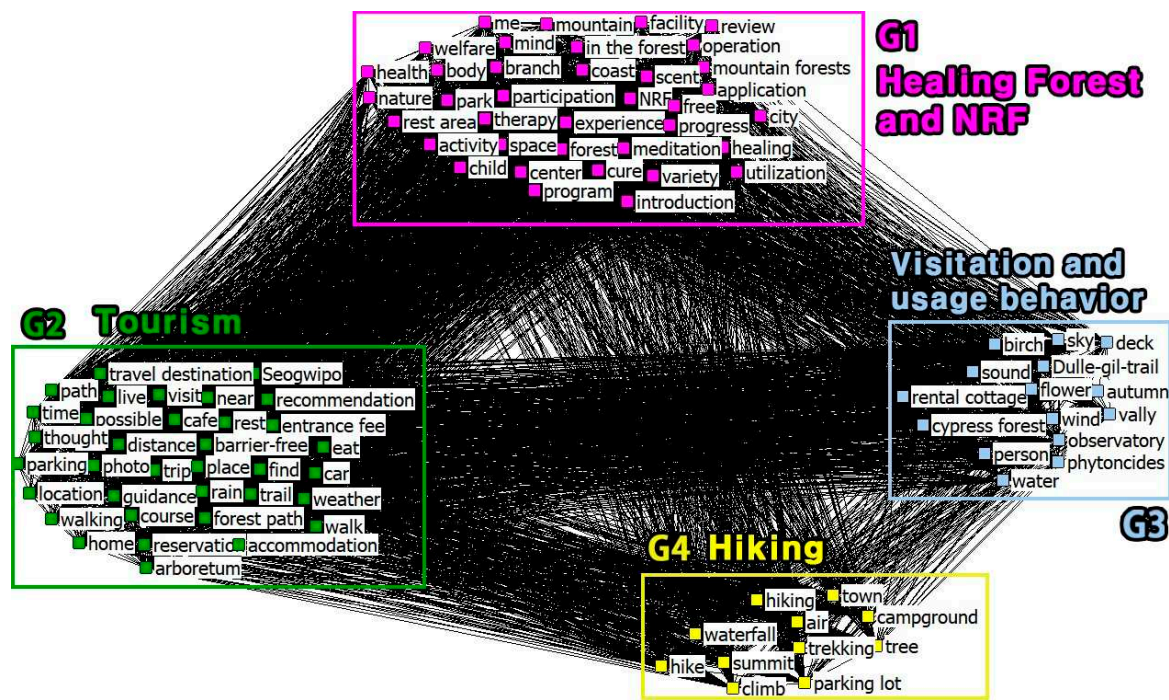 me mountain facility review
G1
welfare mind in the forest operation
Healing Forest
and NRF
health body branch coast scent mountain forests
nature park participation NRF free application
rest area therapy experience progress city
activity space forest meditation healing
child center cure variety utilization
program introduction
Visitation and
usage behavior
G2 Tourism
travel destination Seogwipo
path live visit near recommendation
time possible cafe rest entrance fee
thought distance barrier-free eat
parking photo trip place find car
location guidance rain trail weather
walking course forest path walk
home reservatio accommodation
arboretum
birch sky deck
sound Dulle-gil-trail
rental cottage flower autumn
cypress forest wind vally
person observatory
phytoncides
water
G3
G4 Hiking
hiking town
waterfall air campground
hike summit trekking tree
climb parking lot